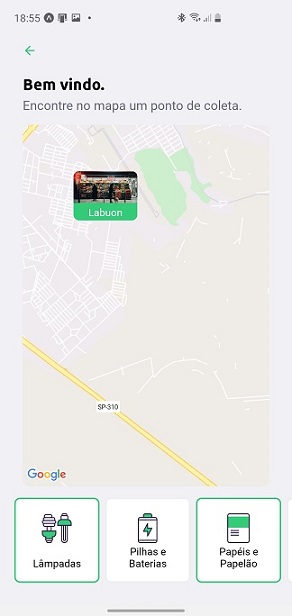 18:55
Bem vindo.
Encontre no mapa um ponto de coleta.
Labuon
SP-310
Google
Lâmpadas
Pilhas e
Baterias
Papéis e
Papelão